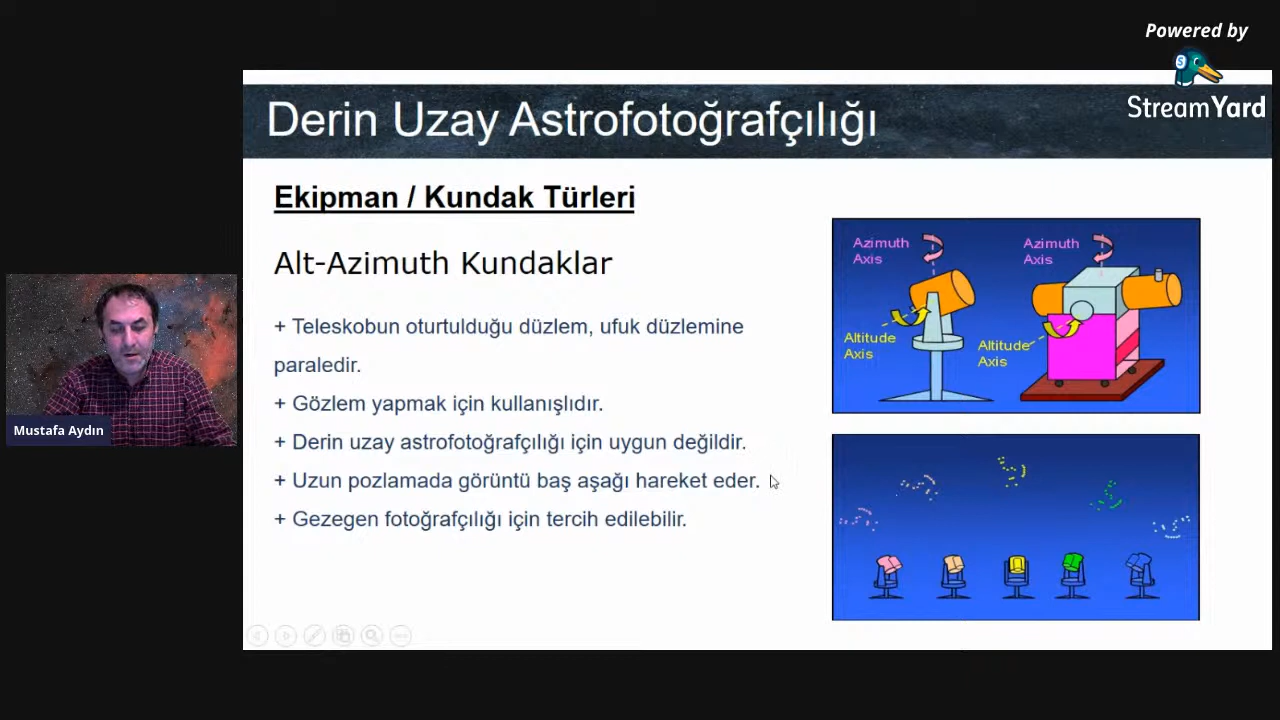 Powered by
StreamYard
Derin Uzay Astrofotoğrafçılığı
Ekipman / Kundak Türleri
Alt-Azimuth Kundaklar
+ Teleskobun oturtulduğu düzlem, ufuk düzlemine
paraledir.
+ Gözlem yapmak için kullanışlıdır.
+ Derin uzay astrofotoğrafçılığı için uygun değildir.
+ Uzun pozlamada görüntü baş aşağı hareket eder.
+ Gezegen fotoğrafçılığı için tercih edilebilir.
Azimuth
Axis
Altitude
Axis
Azimuth
Axis
Altitude
Axis
Mustafa Aydın